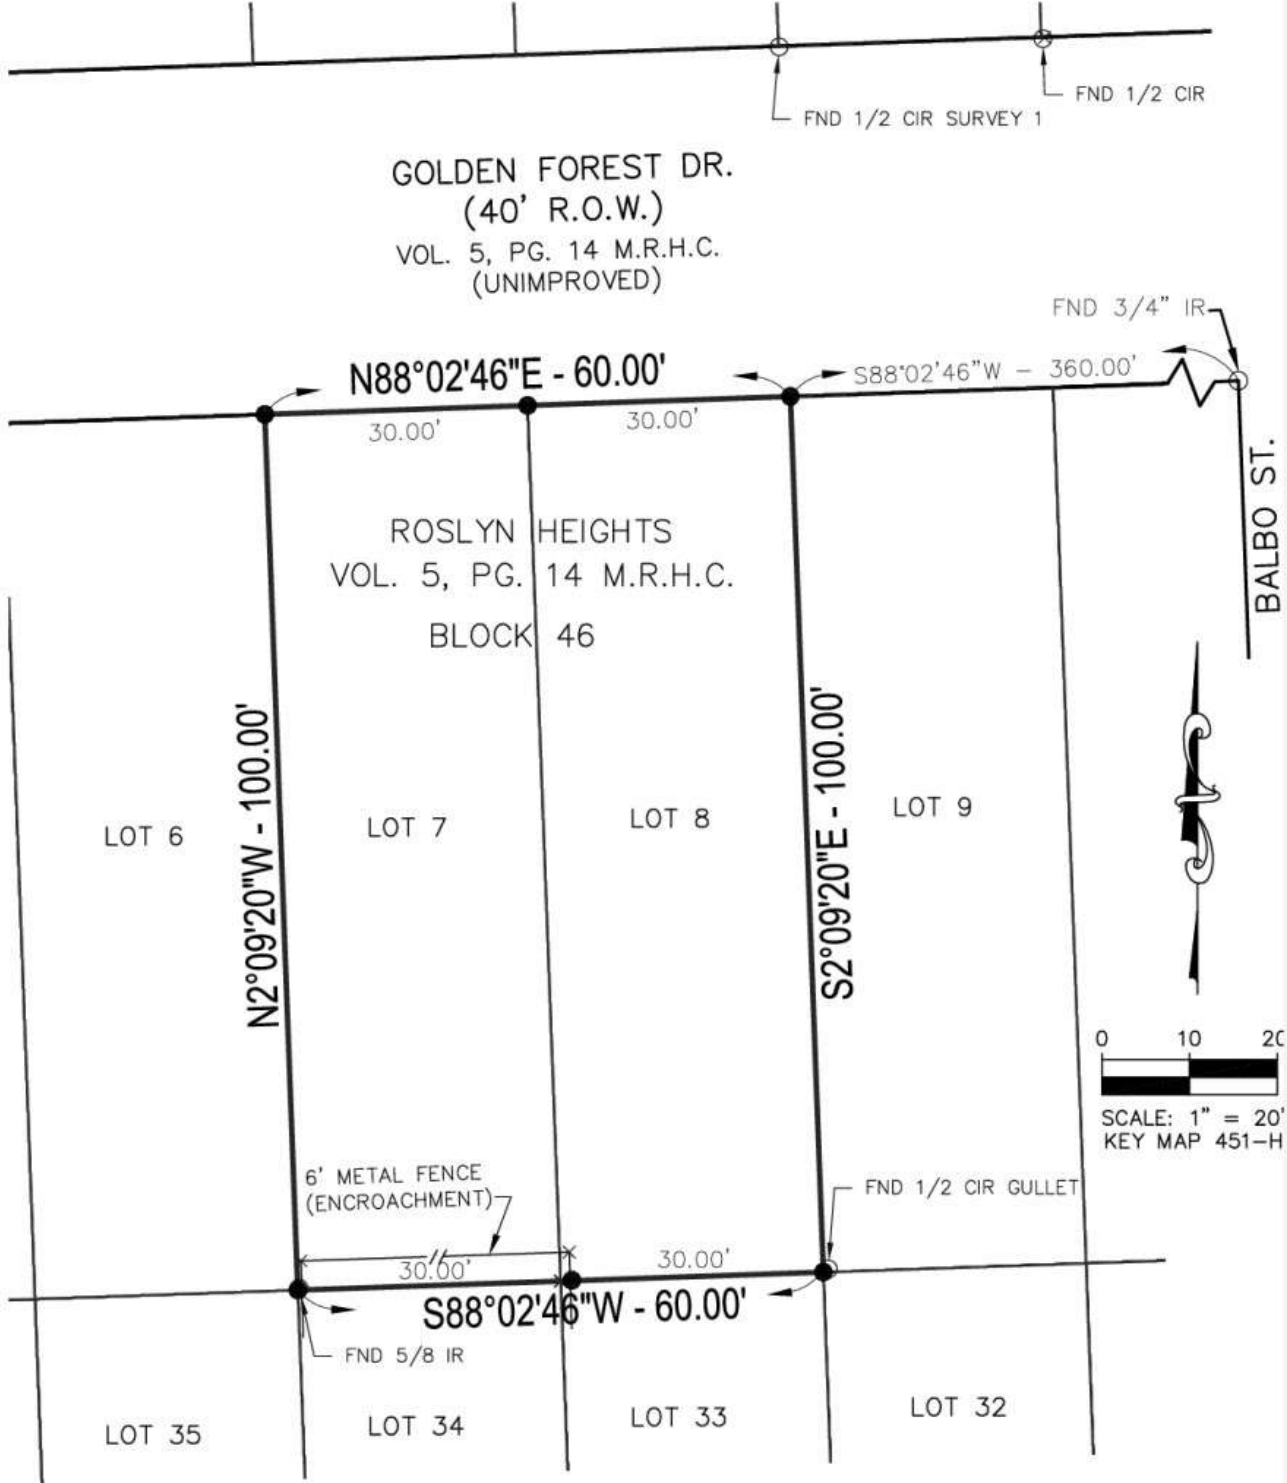 FND 1/2 CIR
FND 1/2 CIR SURVEY 1
GOLDEN FOREST DR.
(40' R.O.W.)
VOL. 5, PG. 14 M.R.H.C.
(UNIMPROVED)
FND 3/4" IR
N88°02'46"E - 60.00'
S88°02'46"W - 360.00'
30.00'
30.00'
BALBO ST.
ROSLYN HEIGHTS
VOL. 5, PG. 14 M.R.H.C.
BLOCK 46
N2°09'20"W - 100.00'
S2°09'20"E - 100.00'
LOT 6
LOT 7
LOT 8
LOT 9
0 10 20
SCALE: 1" = 20'
KEY MAP 451-H
6' METAL FENCE
(ENCROACHMENT)
FND 1/2 CIR GULLET
30.00'
30.00'
S88°02'46"W - 60.00'
FND 5/8 IR
LOT 35
LOT 34
LOT 33
LOT 32